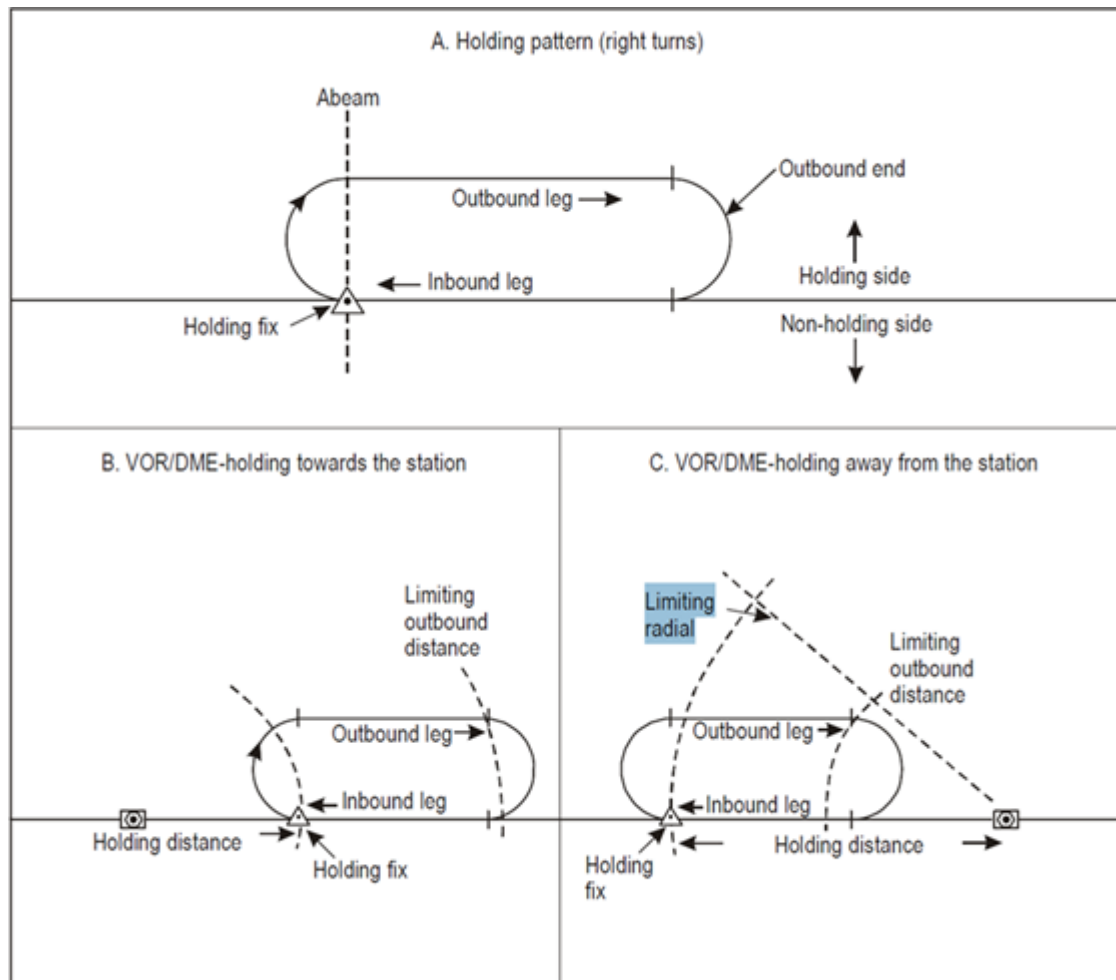 A. Holding pattern (right turns)
Abeam
Outbound end
Outbound leg
Holding side
Inbound leg
Holding fix
Non-holding side
B. VOR/DME-holding towards the station
Limiting
outbound
distance
Outbound leg
Inbound leg
Holding distance
Holding fix
C. VOR/DME-holding away from the station
Limiting
radial
Limiting
outbound
distance
Outbound leg
Inbound leg
Holding distance
Holding
fix